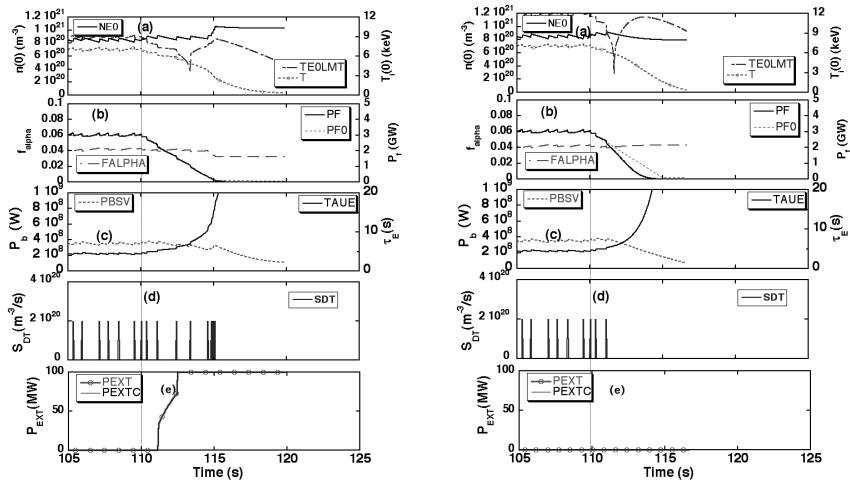 1.2 10^21
1 10^21
8 10^20
6 10^20
4 10^20
2 10^20
0
n(0) (m^-3)
NE0
(a)
TE0LMT
T
12
9
6
3
0
T_i(0) (keV)
0.1
0.08
0.06
0.04
0.02
0
f_alpha
(b)
PF
PF0
FALPHA
5
4
3
2
1
0
P_f (GW)
1 10^9
8 10^8
6 10^8
4 10^8
2 10^8
0
P_b (W)
PBSV
TAUE
(c)
20
10
5
0
τ_E(s)
4 10^20
2 10^20
0
S_DT(m^-3/s)
(d)
SDT
100
50
0
P_EXT(MW)
PEXT
PEXTC
(e)
105 110 115 120 125
Time (s)
1.2 10^21
1 10^21
8 10^20
6 10^20
4 10^20
2 10^20
0
n(0) (m^-3)
NE0
(a)
TE0LMT
T
12
9
6
3
0
T_i(0) (keV)
0.1
0.08
0.06
0.04
0.02
0
f_alpha
(b)
PF
PF0
FALPHA
5
4
3
2
1
0
P_f (GW)
1 10^9
8 10^8
6 10^8
4 10^8
2 10^8
0
P_b (W)
PBSV
TAUE
(c)
20
10
5
0
τ_E(s)
4 10^20
2 10^20
0
S_DT(m^-3/s)
(d)
SDT
100
50
0
P_EXT(MW)
PEXT
PEXTC
(e)
105 110 115 120 125
Time (s)